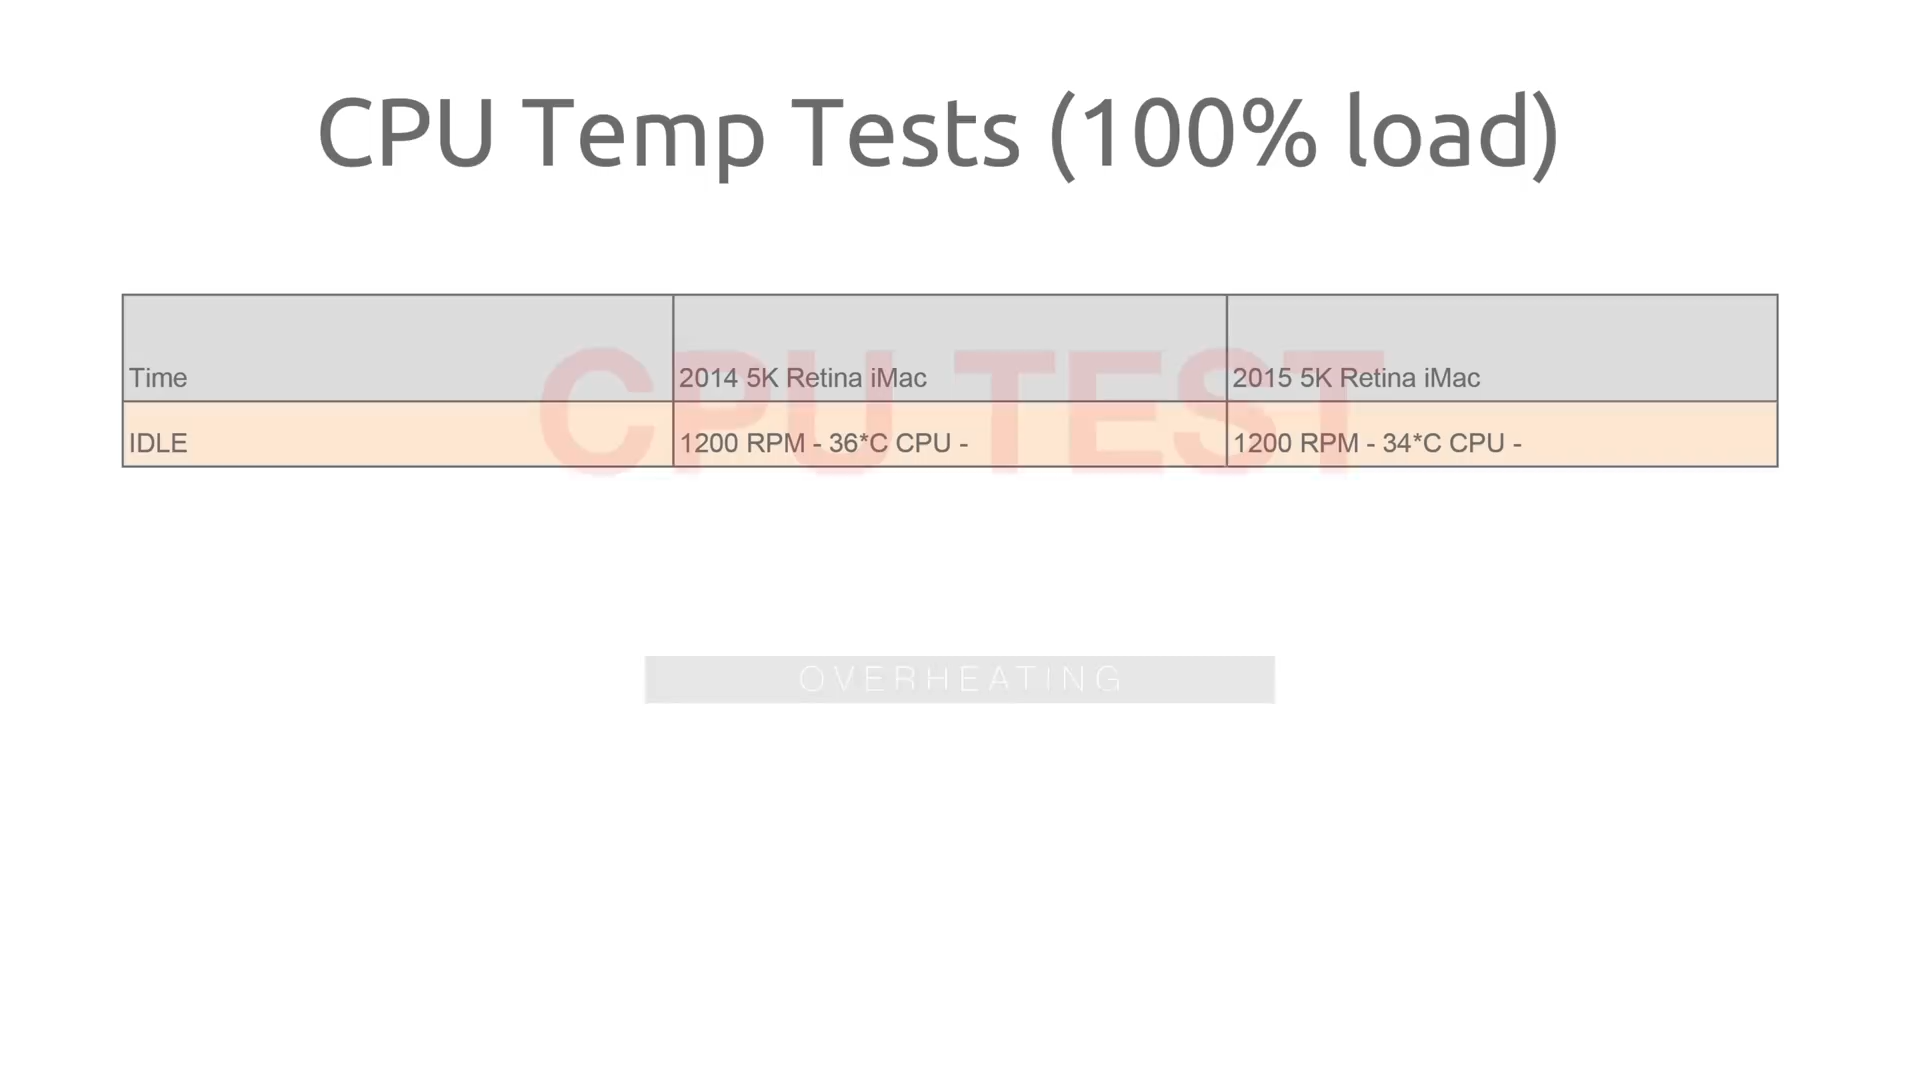 CPU Temp Tests (100% load)
CPU TEST
Time 2014 5K Retina iMac 2015 5K Retina iMac
IDLE 1200 RPM - 36*C CPU - 1200 RPM - 34*C CPU -
OVERHEATING